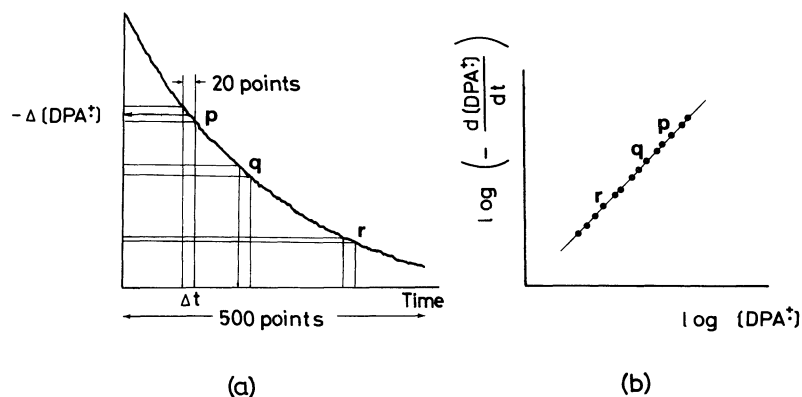 20 points
- Δ (DPA⁺·)
p
q
r
Δt
Time
500 points
(a)
log ( - d (DPA⁺·) / dt )
p
q
r
log (DPA⁺·)
(b)